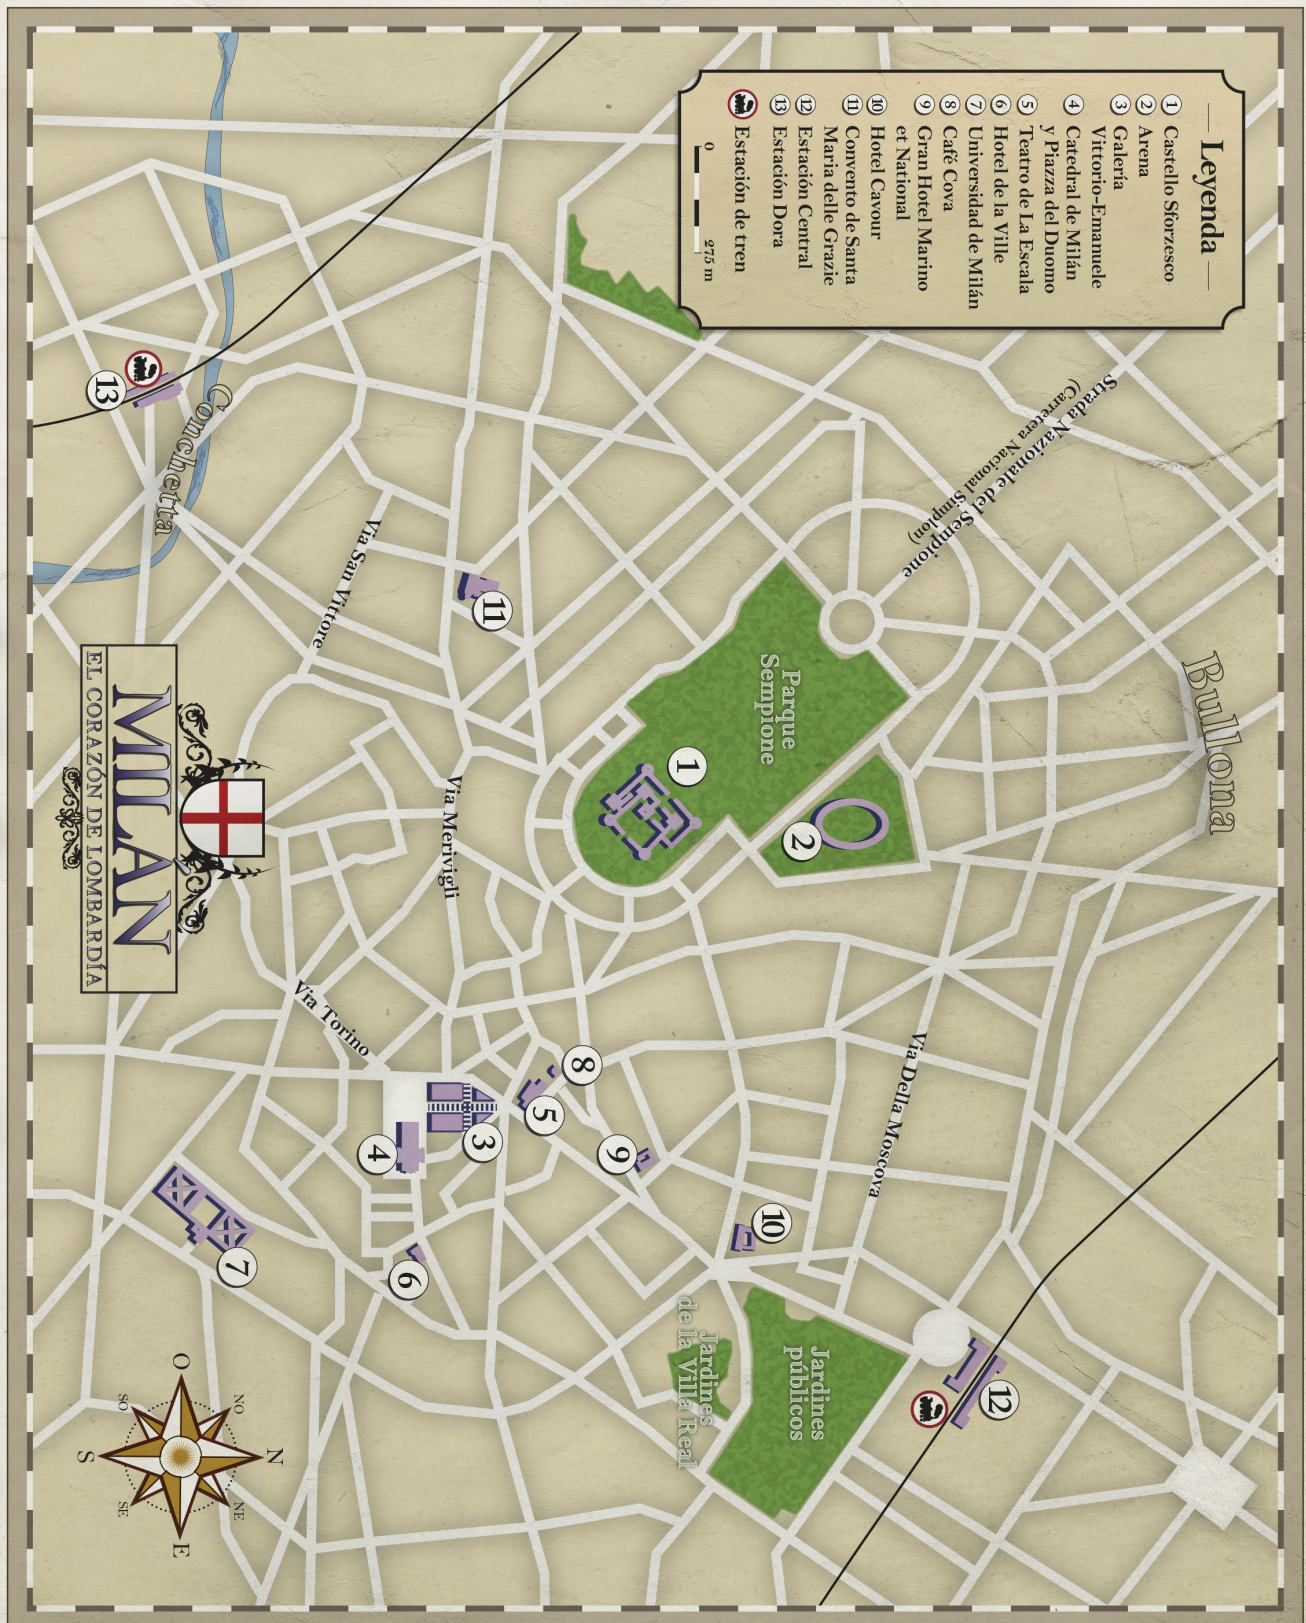 Leyenda
1 Castello Sforzesco
2 Arena
3 Galería
Vittorio-Emanuele
4 Catedral de Milán
y Piazza del Duomo
5 Teatro de La Escala
6 Hotel de la Ville
7 Universidad de Milán
8 Café Cova
9 Gran Hotel Marino
et National
10 Hotel Cavour
11 Convento de Santa
Maria delle Grazie
12 Estación Central
13 Estación Dora
Estación de tren
0 275 m
Strada Nazionale del Sempione
(Carretera Nacional Simplon)
Bullona
Parque
Sempione
1
2
Via Della Moscova
12
10
Jardines
públicos
Jardines
de la Villa Real
9
8
5
3
4
6
7
11
Via San Vittore
Via Merivigli
Via Torino
Conchetta
13
MILÁN
EL CORAZÓN DE LOMBARDÍA
N
NE
E
SE
S
SO
O
NO